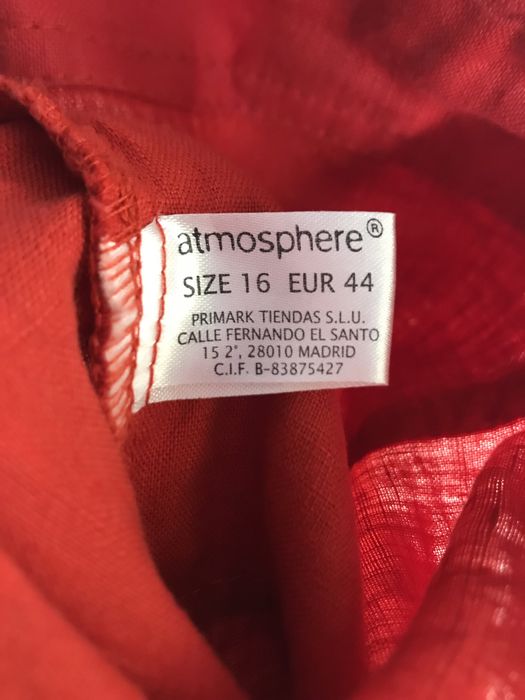 atmosphere®
SIZE 16 EUR 44
PRIMARK TIENDAS S.L.U.
CALLE FERNANDO EL SANTO
15 2°, 28010 MADRID
C.I.F. B-83875427